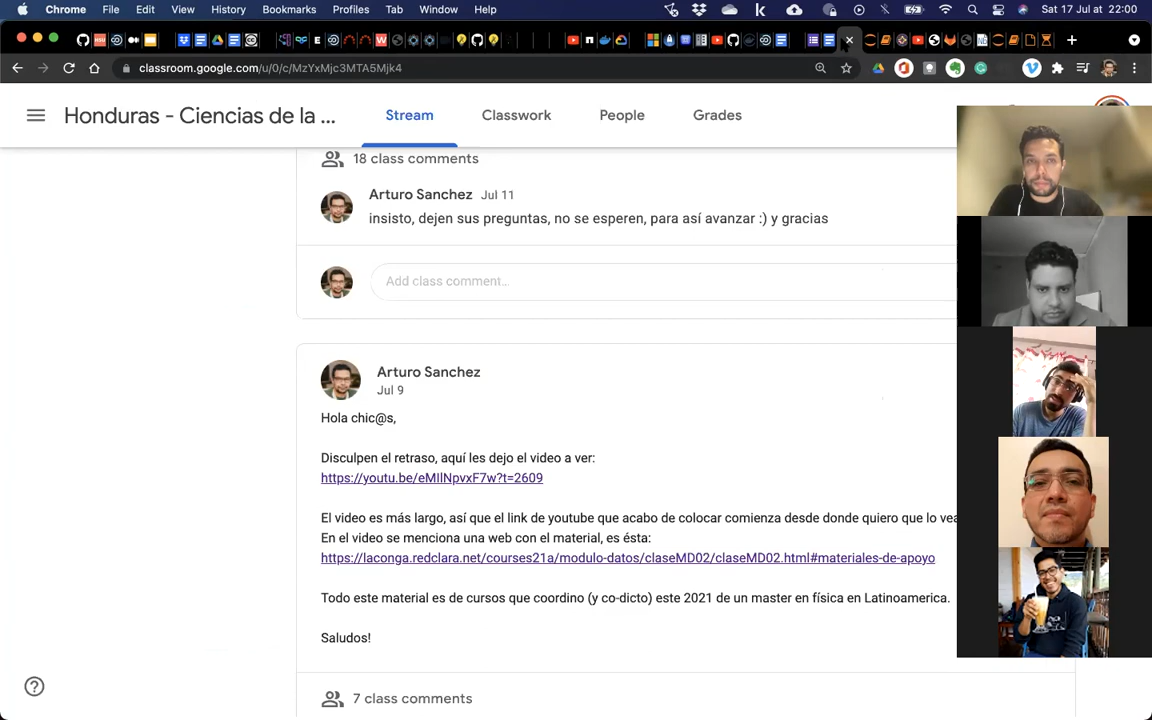 Chrome File Edit View History Bookmarks Profiles Tab Window Help Sat 17 Jul at 22:00
classroom.google.com/u/0/c/MzYxMjc3MTA5Mjk4
Honduras - Ciencias de la ... Stream Classwork People Grades
18 class comments
Arturo Sanchez Jul 11
insisto, dejen sus preguntas, no se esperen, para así avanzar :) y gracias
Add class comment...
Arturo Sanchez
Jul 9
Hola chic@s,
Disculpen el retraso, aquí les dejo el video a ver:
https://youtu.be/eMIlNpvxF7w?t=2609
El video es más largo, así que el link de youtube que acabo de colocar comienza desde donde quiero que lo vea
En el video se menciona una web con el material, es ésta:
https://laconga.redclara.net/courses21a/modulo-datos/claseMD02/claseMD02.html#materiales-de-apoyo
Todo este material es de cursos que coordino (y co-dicto) este 2021 de un master en física en Latinoamerica.
Saludos!
7 class comments